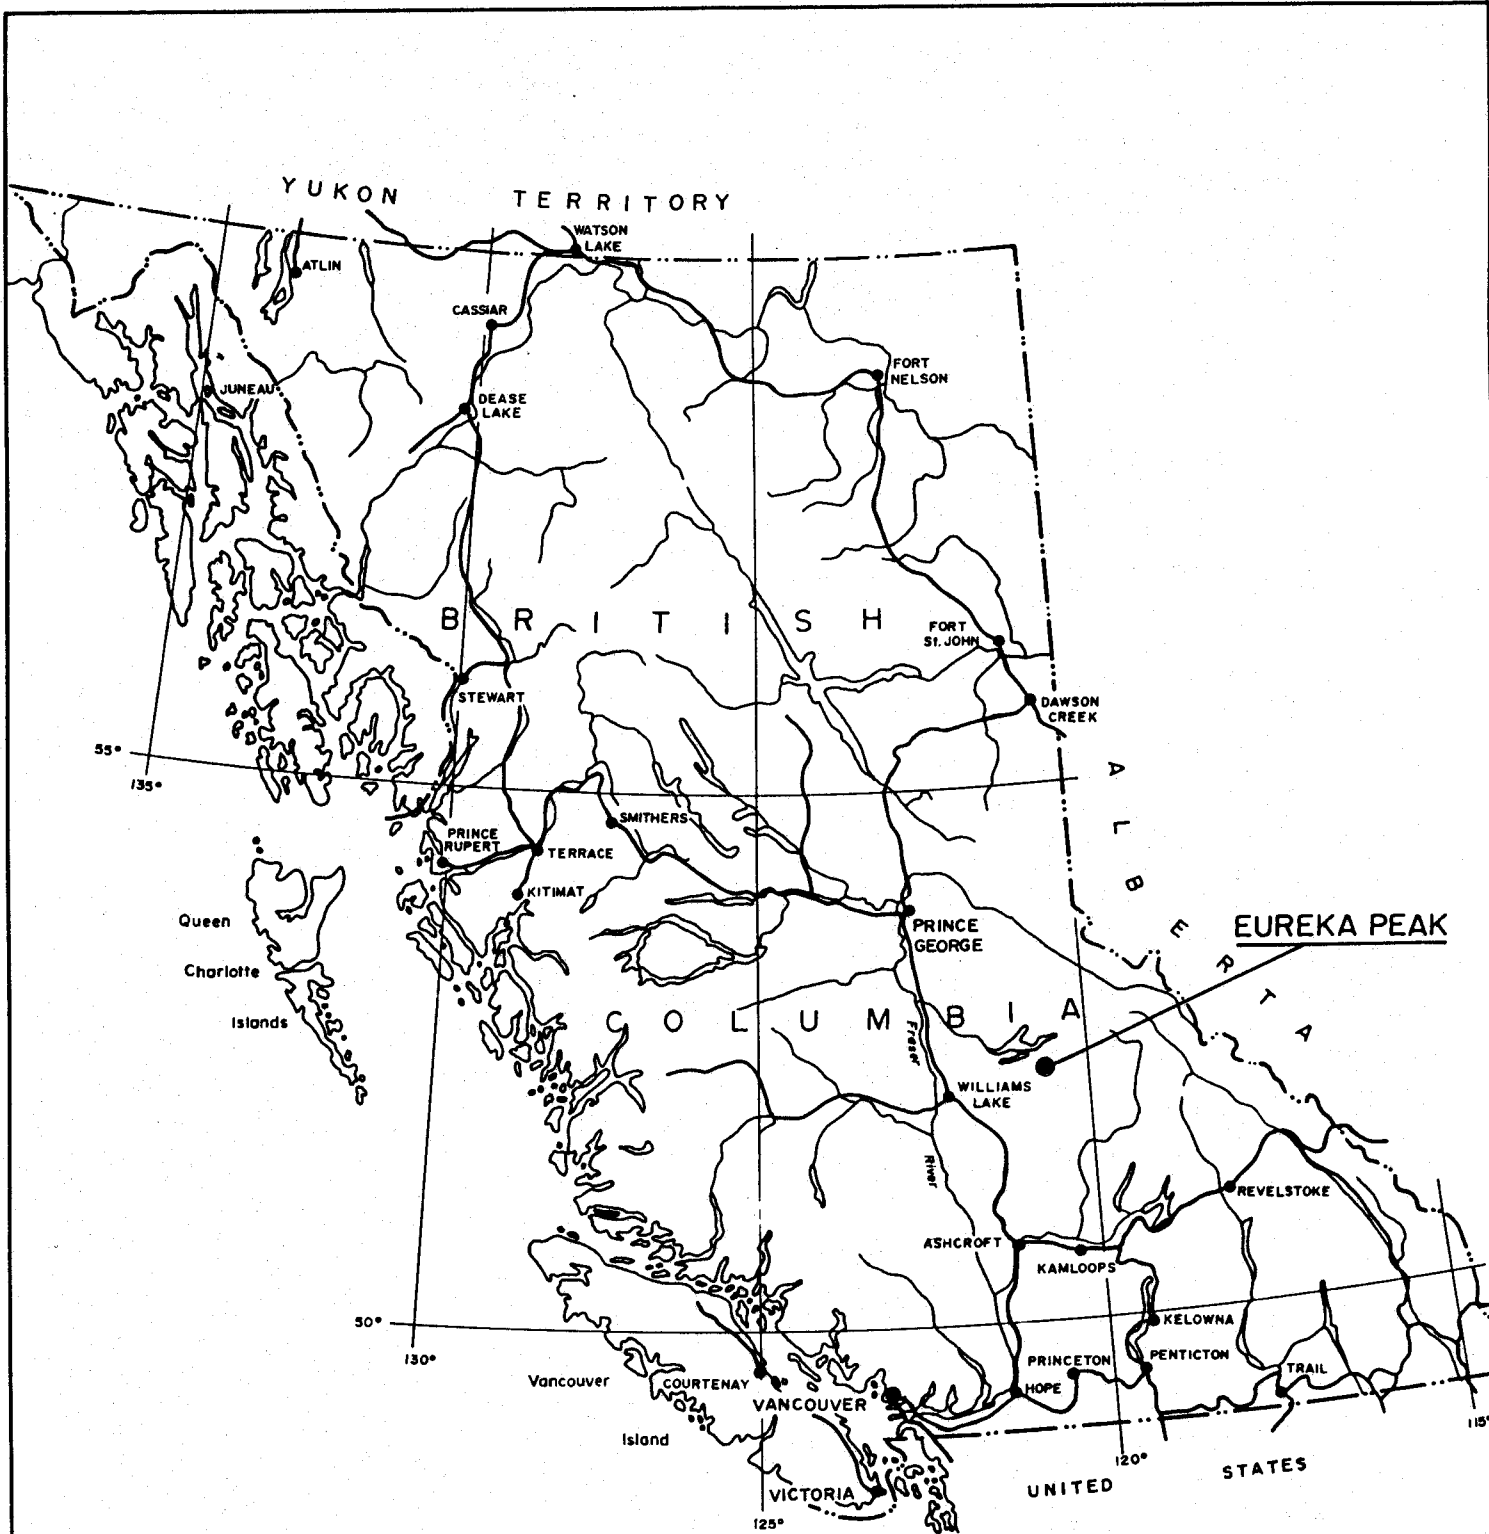 YUKON TERRITORY
WATSON
LAKE
ATLIN
CASSIAR
JUNEAU
DEASE
LAKE
FORT
NELSON
BRITISH
FORT
St. JOHN
STEWART
DAWSON
CREEK
55°
135°
ALBERTA
SMITHERS
PRINCE
RUPERT
TERRACE
KITIMAT
PRINCE
GEORGE
EUREKA PEAK
Queen
Charlotte
Islands
COLUMBIA
Fraser
River
WILLIAMS
LAKE
REVELSTOKE
ASHCROFT
KAMLOOPS
50°
130°
KELOWNA
PRINCETON
PENTICTON
TRAIL
HOPE
Vancouver
Island
COURTENAY
VANCOUVER
VICTORIA
125°
120°
115°
UNITED STATES